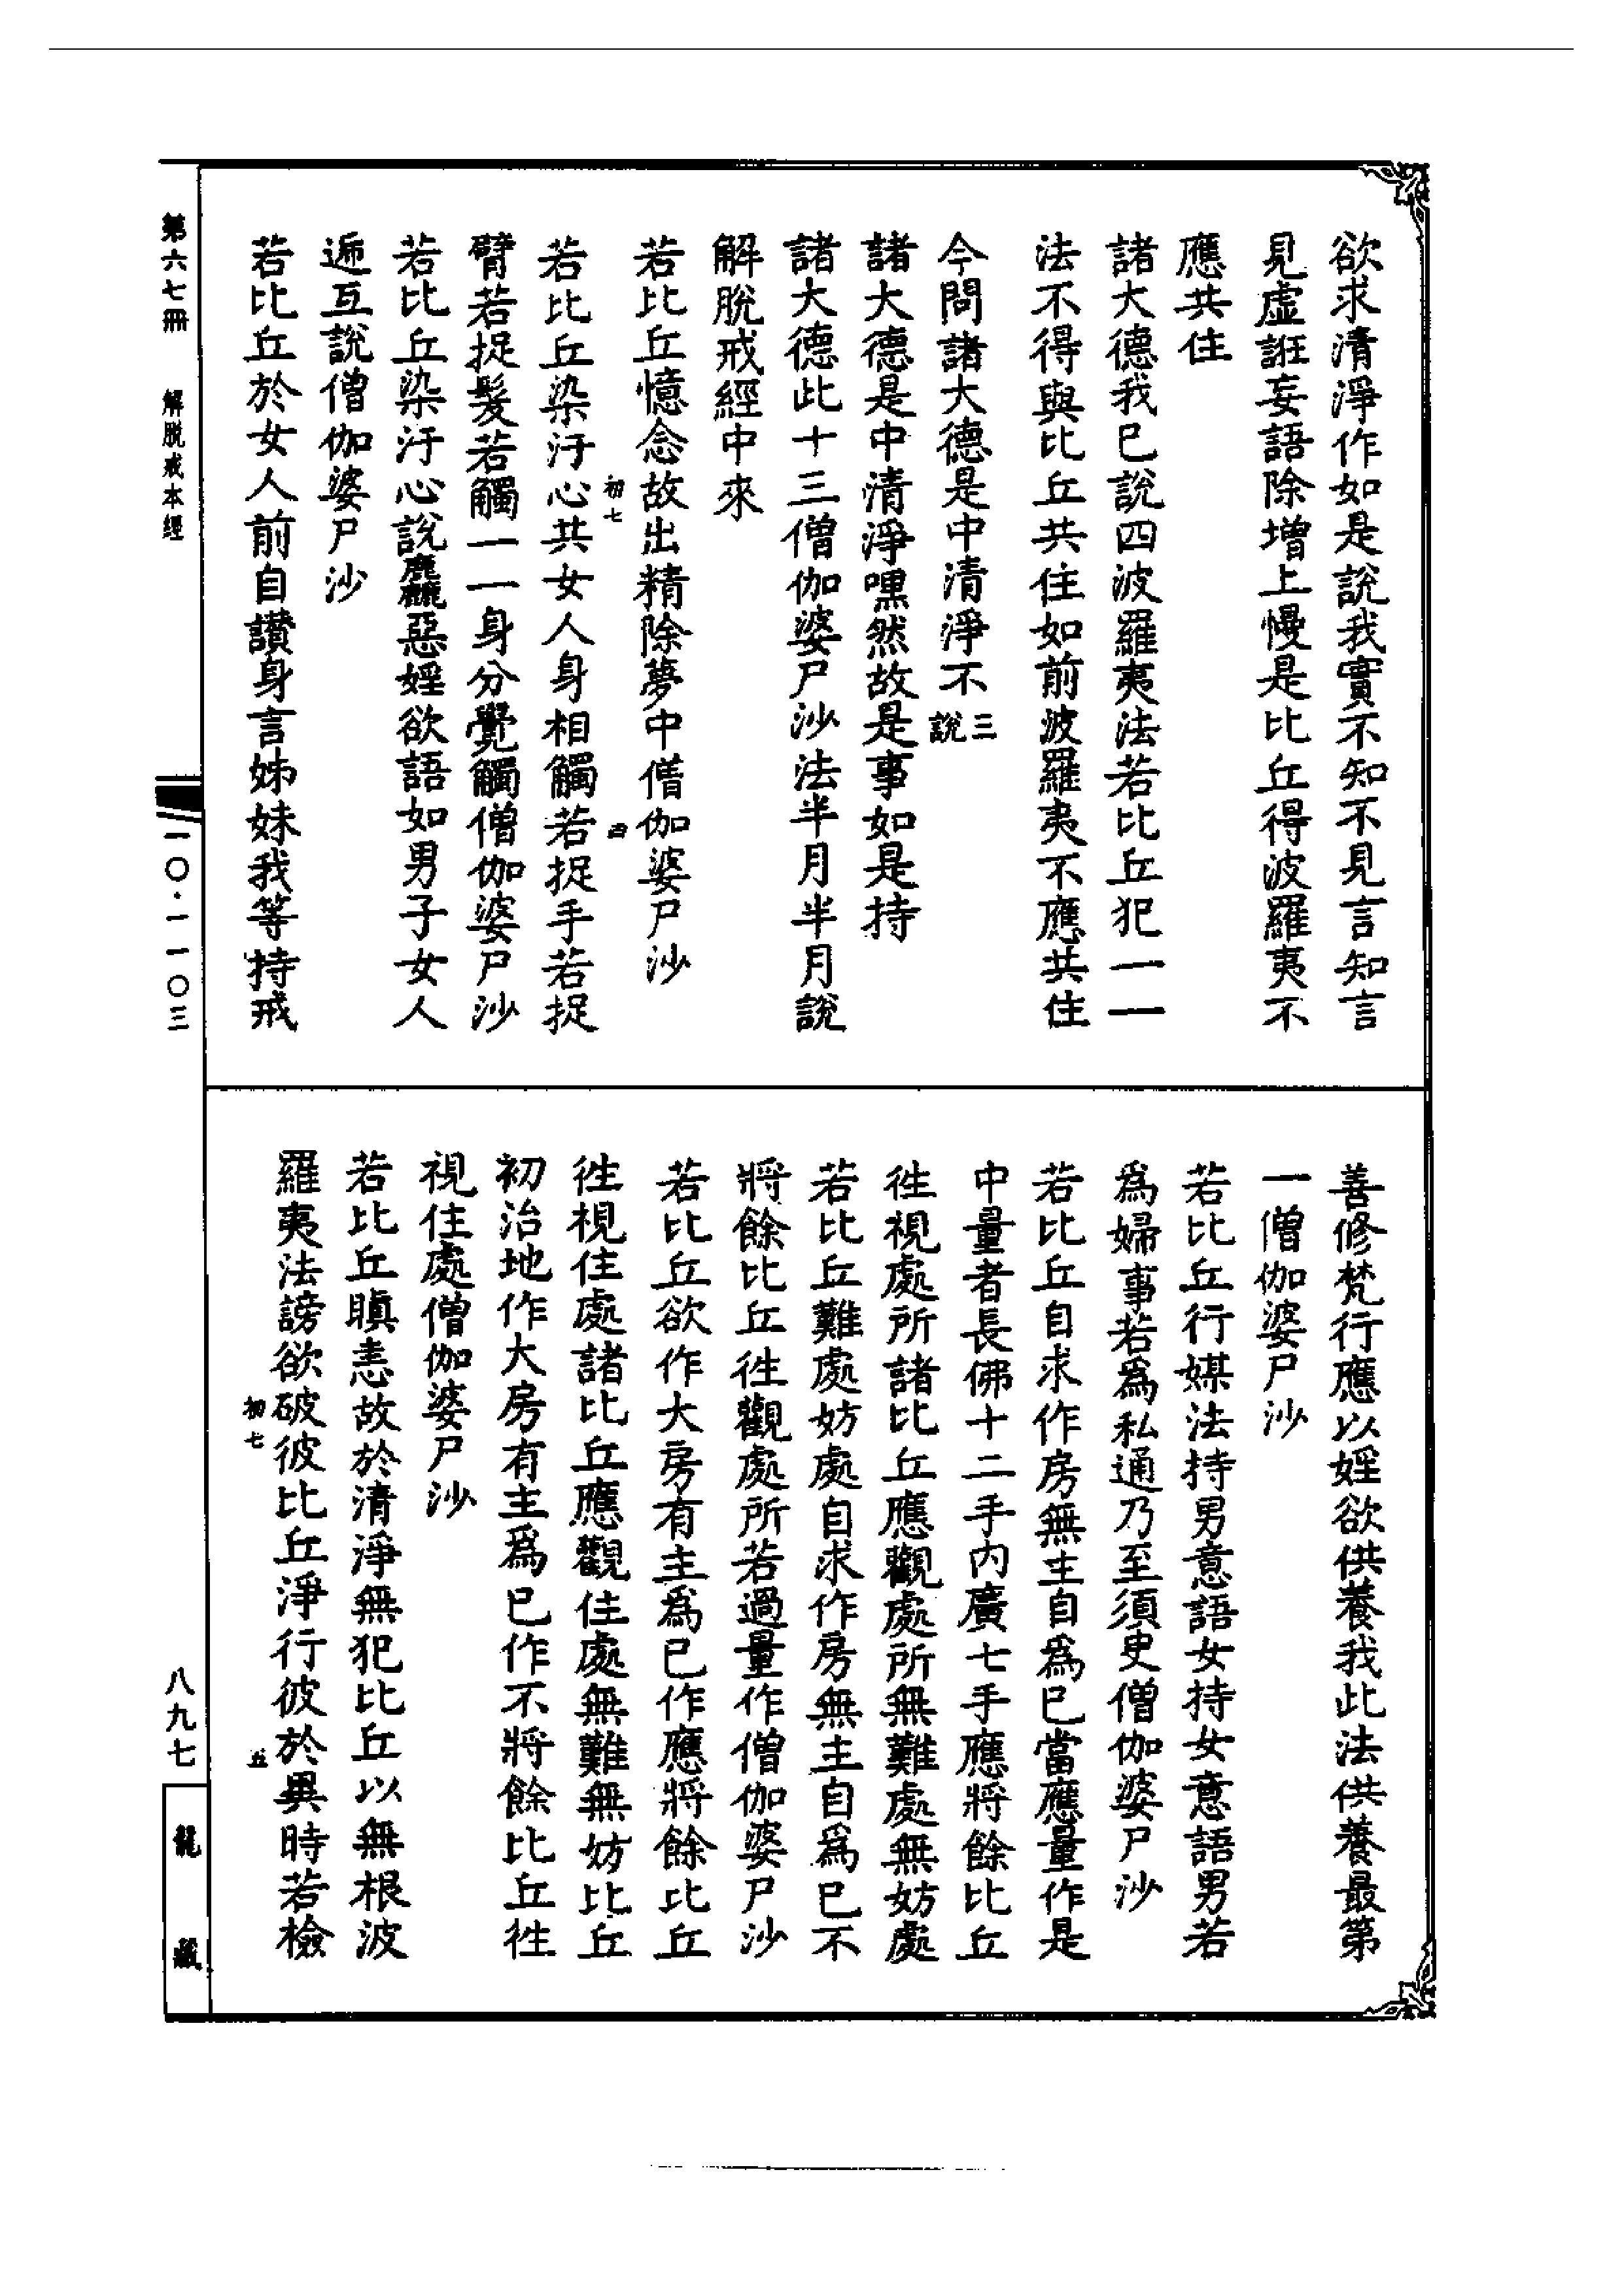 欲求清淨作如是說我實不知不見言知言
見虛誑妄語除增上慢是比丘得波羅夷不
應共住
諸大德我已說四波羅夷法若比丘犯一一
法不得與比丘共住如前波羅夷不應共住
今問諸大德是中清淨不三說
諸大德是中清淨嘿然故是事如是持
諸大德此十三僧伽婆尸沙法半月半月說
解脫戒經中來
若比丘憶念故出精除夢中僧伽婆尸沙
初七 四
若比丘染汙心共女人身相觸若捉手若捉
臂若捉髮若觸一一身分覺觸僧伽婆尸沙
若比丘染汙心說麤惡婬欲語如男子女人
遞互說僧伽婆尸沙
若比丘於女人前自讃身言姊妹我等持戒
善修梵行應以婬欲供養我此法供養最第
一僧伽婆尸沙
若比丘行媒法持男意語女持女意語男若
爲婦事若爲私通乃至須臾僧伽婆尸沙
若比丘自求作房無主自爲已當應量作是
中量者長佛十二手內廣七手應將餘比丘
徃視處所諸比丘應觀處所無難處無妨處
若比丘難處妨處自求作房無主自爲已不
將餘比丘徃觀處所若過量作僧伽婆尸沙
若比丘欲作大房有主爲已作應將餘比丘
徃視住處諸比丘應觀住處無難無妨比丘
初治地作大房有主爲已作不將餘比丘徃
視住處僧伽婆尸沙
若比丘瞋恚故於清淨無犯比丘以無根波
羅夷法謗欲破彼比丘淨行彼於異時若檢
初七 五
第六七冊 解脫戒本經
一〇·一一〇三
八九七
龍藏